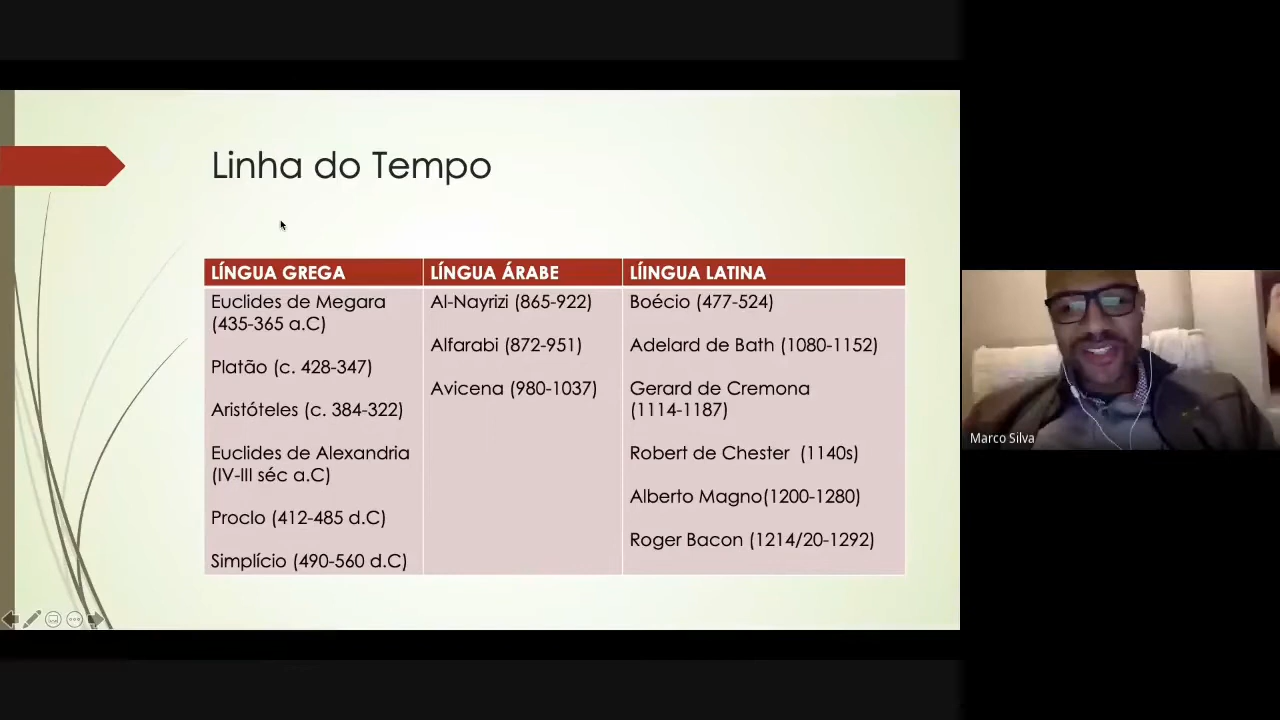 Linha do Tempo
LÍNGUA GREGA
Euclides de Megara
(435-365 a.C)
Platão (c. 428-347)
Aristóteles (c. 384-322)
Euclides de Alexandria
(IV-III séc a.C)
Proclo (412-485 d.C)
Simplício (490-560 d.C)
LÍNGUA ÁRABE
Al-Nayrizi (865-922)
Alfarabi (872-951)
Avicena (980-1037)
LÍINGUA LATINA
Boécio (477-524)
Adelard de Bath (1080-1152)
Gerard de Cremona
(1114-1187)
Robert de Chester (1140s)
Alberto Magno(1200-1280)
Roger Bacon (1214/20-1292)
Marco Silva